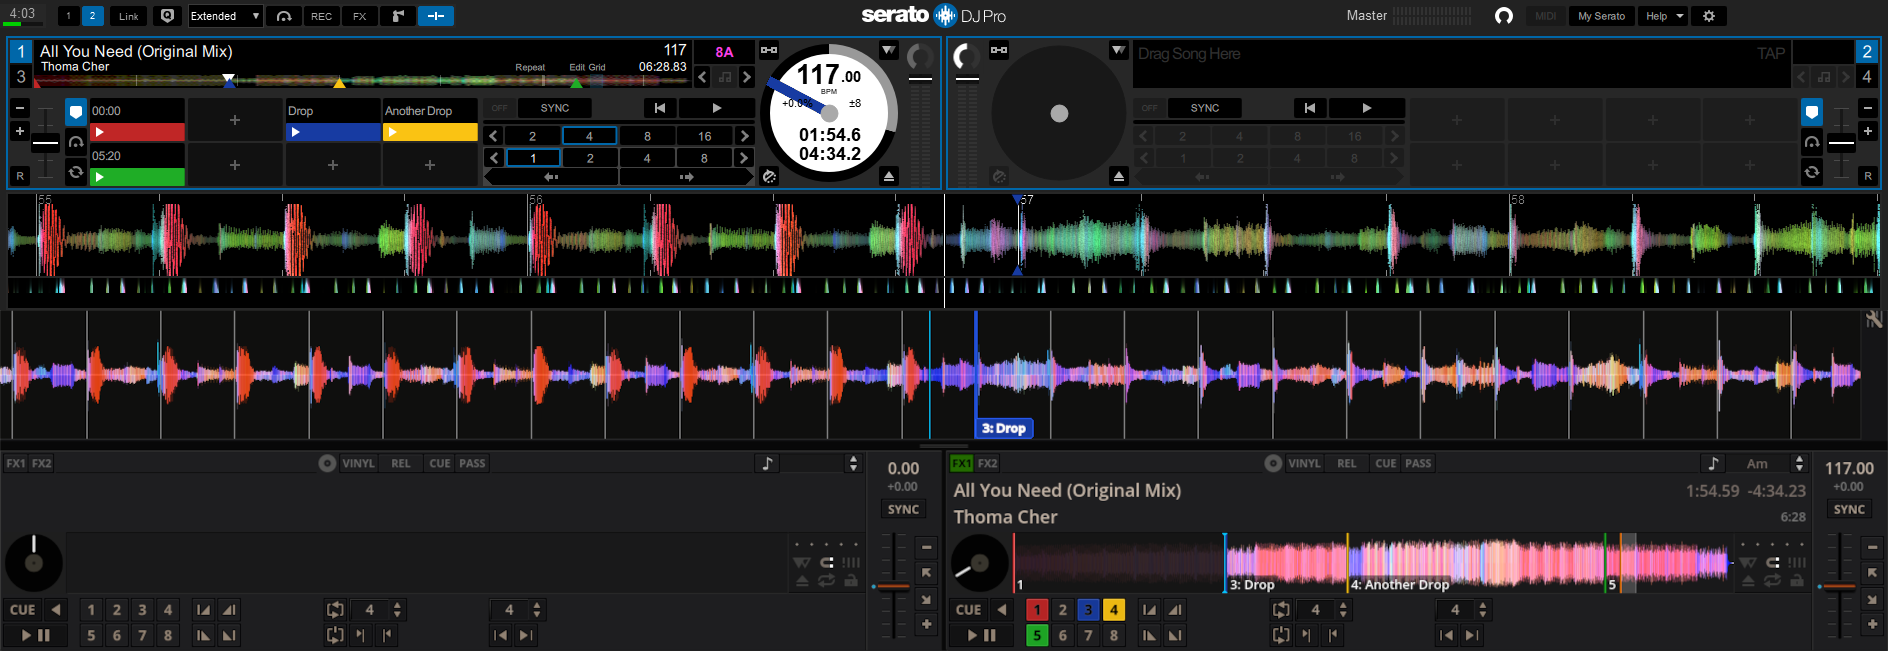 4:03 1 2 Link Extended REC FX serato DJ Pro Master MIDI My Serato Help
1 All You Need (Original Mix) 117 8A
3 Thoma Cher Repeat Edit Grid 06:28.83
117.00
BPM
+0.0% ±8
01:54.6
04:34.2
00:00 Drop Another Drop OFF SYNC
2 4 8 16
05:20 1 2 4 8
R
Drag Song Here TAP 2
4
OFF SYNC
2 4 8 16
1 2 4 8
R
55 56 57 58
3: Drop
FX1 FX2 VINYL REL CUE PASS
0.00
+0.00
SYNC
CUE 1 2 3 4 4 4
5 6 7 8
FX1 FX2 VINYL REL CUE PASS Am 117.00
+0.00
All You Need (Original Mix) 1:54.59 -4:34.23
SYNC
Thoma Cher 6:28
1 3: Drop 4: Another Drop 5
CUE 1 2 3 4 4 4
5 6 7 8